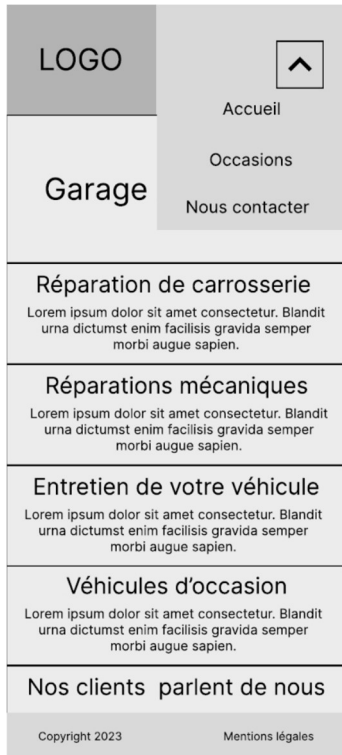 LOGO
Accueil
Occasions
Garage
Nous contacter
Réparation de carrosserie
Lorem ipsum dolor sit amet consectetur. Blandit
urna dictumst enim facilisis gravida semper
morbi augue sapien.
Réparations mécaniques
Lorem ipsum dolor sit amet consectetur. Blandit
urna dictumst enim facilisis gravida semper
morbi augue sapien.
Entretien de votre véhicule
Lorem ipsum dolor sit amet consectetur. Blandit
urna dictumst enim facilisis gravida semper
morbi augue sapien.
Véhicules d’occasion
Lorem ipsum dolor sit amet consectetur. Blandit
urna dictumst enim facilisis gravida semper
morbi augue sapien.
Nos clients parlent de nous
Copyright 2023 Mentions légales